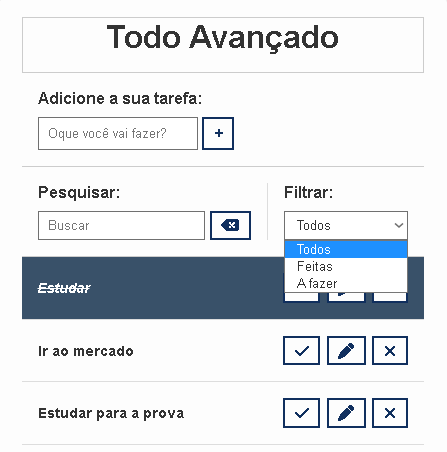 Todo Avançado
Adicione a sua tarefa:
Oque você vai fazer?
+
Pesquisar:
Filtrar:
Buscar
Todos
Todos
Feitas
A fazer
Estudar
Ir ao mercado
Estudar para a prova